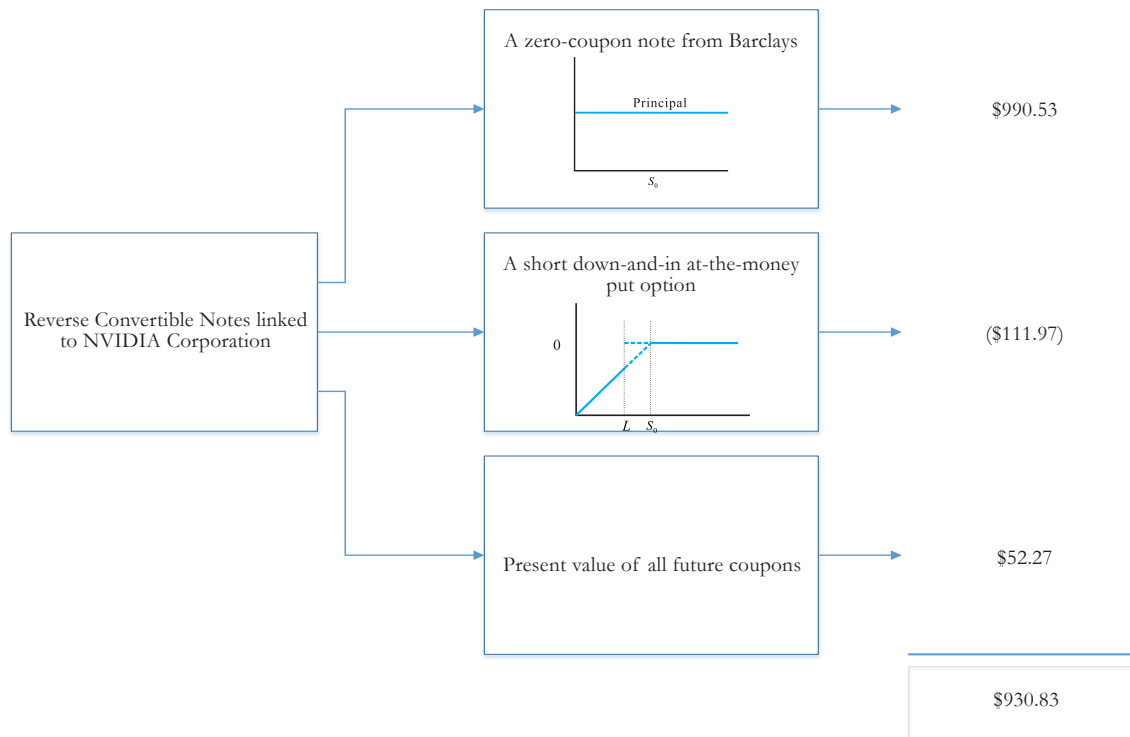 A zero-coupon note from Barclays
Principal
S₀
$990.53
Reverse Convertible Notes linked
to NVIDIA Corporation
A short down-and-in at-the-money
put option
0
L S₀
($111.97)
Present value of all future coupons
$52.27
$930.83